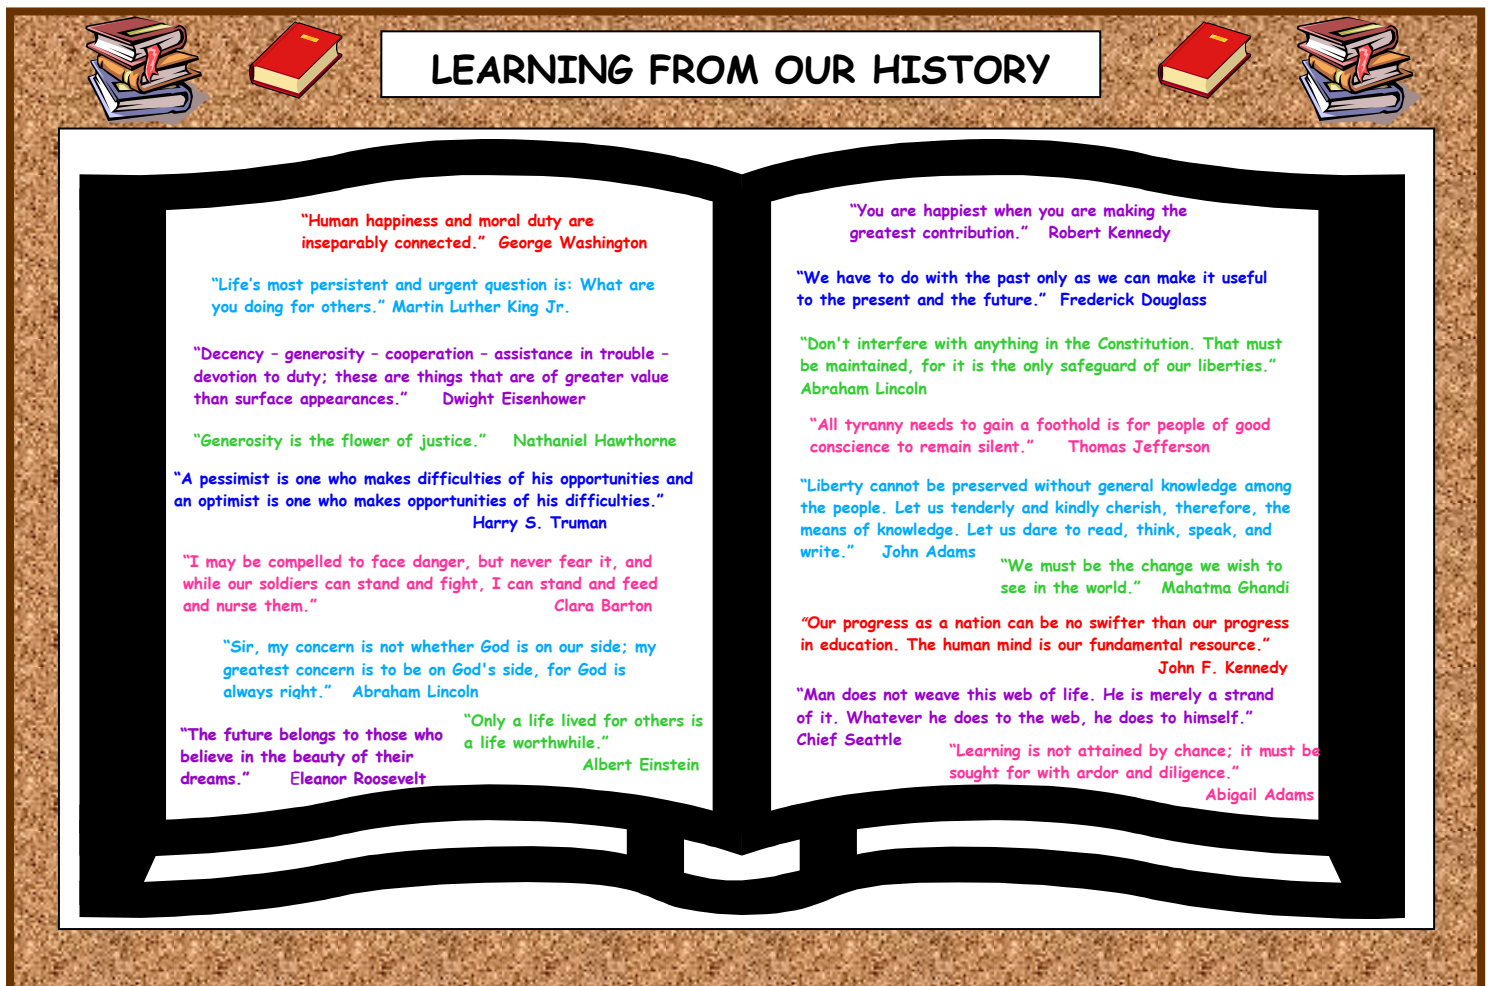 LEARNING FROM OUR HISTORY
“Human happiness and moral duty are
inseparably connected.” George Washington
“Life’s most persistent and urgent question is: What are
you doing for others.” Martin Luther King Jr.
“Decency – generosity – cooperation – assistance in trouble –
devotion to duty; these are things that are of greater value
than surface appearances.” Dwight Eisenhower
“Generosity is the flower of justice.” Nathaniel Hawthorne
“A pessimist is one who makes difficulties of his opportunities and
an optimist is one who makes opportunities of his difficulties.”
Harry S. Truman
“I may be compelled to face danger, but never fear it, and
while our soldiers can stand and fight, I can stand and feed
and nurse them.” Clara Barton
“Sir, my concern is not whether God is on our side; my
greatest concern is to be on God's side, for God is
always right.” Abraham Lincoln
“The future belongs to those who
believe in the beauty of their
dreams.” Eleanor Roosevelt
“Only a life lived for others is
a life worthwhile.”
Albert Einstein
“You are happiest when you are making the
greatest contribution.” Robert Kennedy
“We have to do with the past only as we can make it useful
to the present and the future.” Frederick Douglass
“Don't interfere with anything in the Constitution. That must
be maintained, for it is the only safeguard of our liberties.”
Abraham Lincoln
“All tyranny needs to gain a foothold is for people of good
conscience to remain silent.” Thomas Jefferson
“Liberty cannot be preserved without general knowledge among
the people. Let us tenderly and kindly cherish, therefore, the
means of knowledge. Let us dare to read, think, speak, and
write.” John Adams
“We must be the change we wish to
see in the world.” Mahatma Ghandi
“Our progress as a nation can be no swifter than our progress
in education. The human mind is our fundamental resource.”
John F. Kennedy
“Man does not weave this web of life. He is merely a strand
of it. Whatever he does to the web, he does to himself.”
Chief Seattle
“Learning is not attained by chance; it must be
sought for with ardor and diligence.”
Abigail Adams